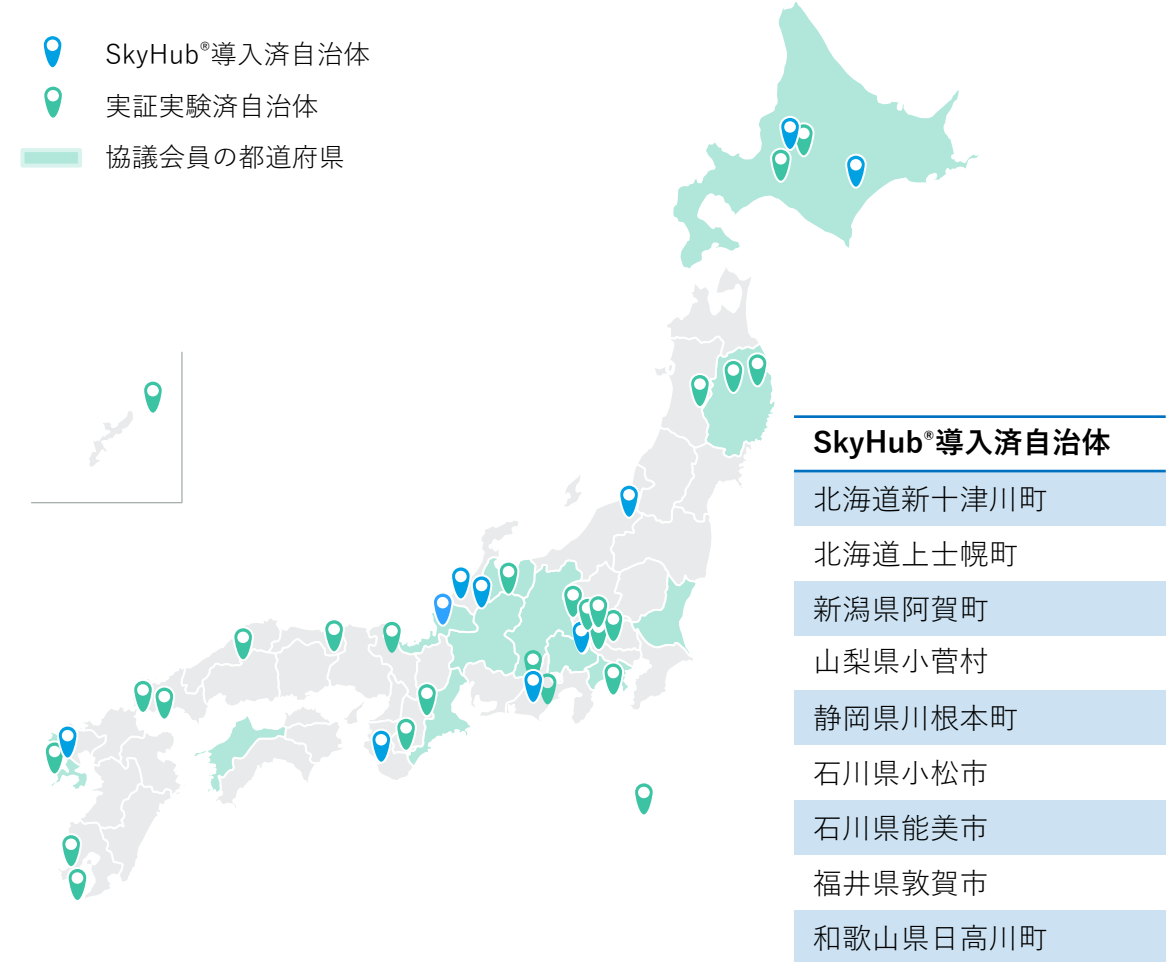 SkyHub®導入済自治体
実証実験済自治体
協議会員の都道府県
SkyHub®導入済自治体
北海道新十津川町
北海道上士幌町
新潟県阿賀町
山梨県小菅村
静岡県川根本町
石川県小松市
石川県能美市
福井県敦賀市
和歌山県日高川町